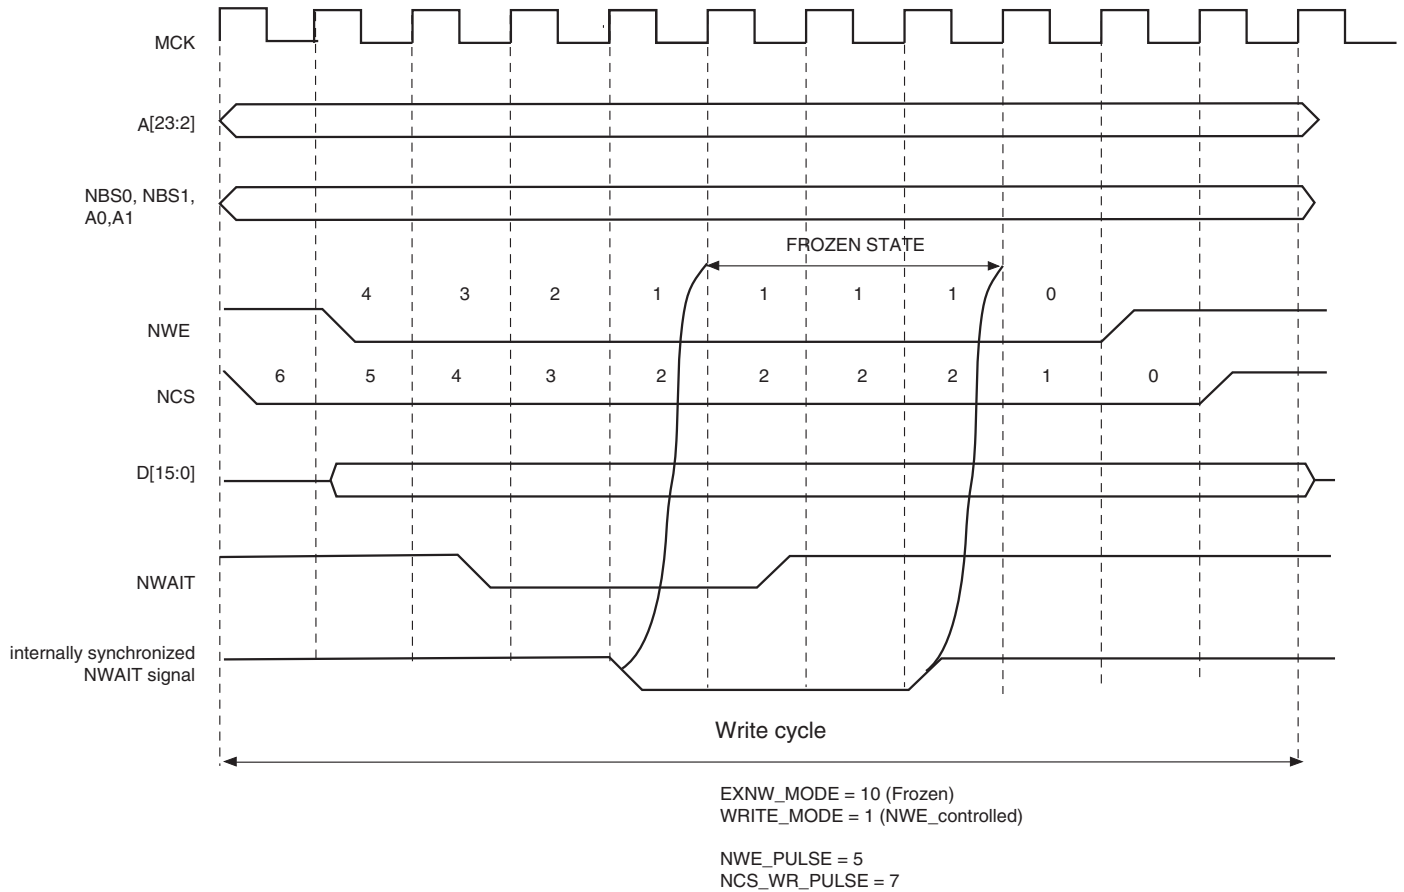 MCK
A[23:2]
NBS0, NBS1,
A0,A1
FROZEN STATE
4 3 2 1 1 1 1 0
NWE
6 5 4 3 2 2 2 2 1 0
NCS
D[15:0]
NWAIT
internally synchronized
NWAIT signal
Write cycle
EXNW_MODE = 10 (Frozen)
WRITE_MODE = 1 (NWE_controlled)
NWE_PULSE = 5
NCS_WR_PULSE = 7